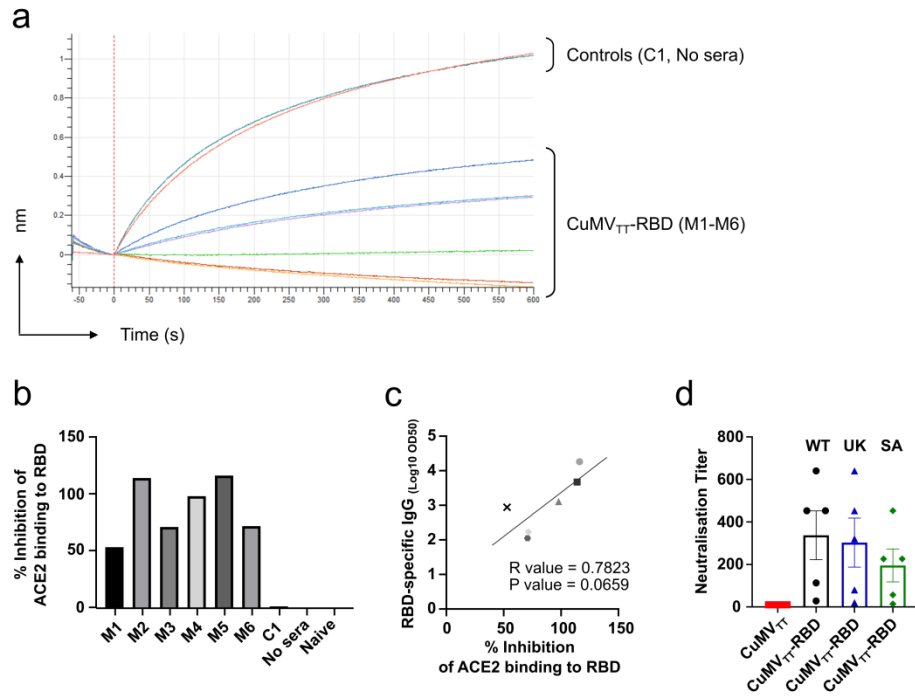 a
1
0.8
0.6
0.4
0.2
0
-50 0 50 100 150 200 250 300 350 400 450 500 550 600
nm
Time (s)
Controls (C1, No sera)
CuMVTT-RBD (M1-M6)
b
% Inhibition of
ACE2 binding to RBD
150
100
50
0
M1 M2 M3 M4 M5 M6 C1 No sera Naïve
c
RBD-specific IgG (Log10 OD50)
5
4
3
2
1
0
0 50 100 150
R value = 0.7823
P value = 0.0659
% Inhibition
of ACE2 binding to RBD
d
Neutralisation Titer
800
600
400
200
0
WT UK SA
CuMVTT CuMVTT-RBD CuMVTT-RBD CuMVTT-RBD